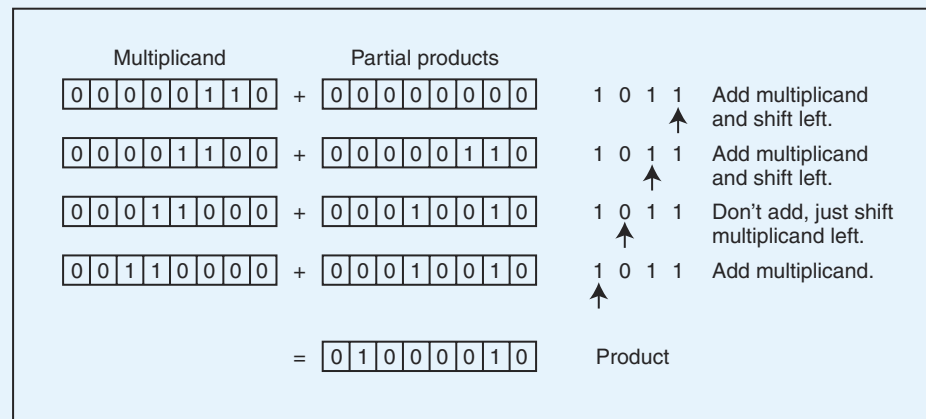 Multiplicand Partial products
0 0 0 0 0 1 1 0 + 0 0 0 0 0 0 0 0 1 0 1 1 Add multiplicand
and shift left.
0 0 0 0 1 1 0 0 + 0 0 0 0 0 1 1 0 1 0 1 1 Add multiplicand
and shift left.
0 0 0 1 1 0 0 0 + 0 0 0 1 0 0 1 0 1 0 1 1 Don't add, just shift
multiplicand left.
0 0 1 1 0 0 0 0 + 0 0 0 1 0 0 1 0 1 0 1 1 Add multiplicand.
= 0 1 0 0 0 0 1 0 Product